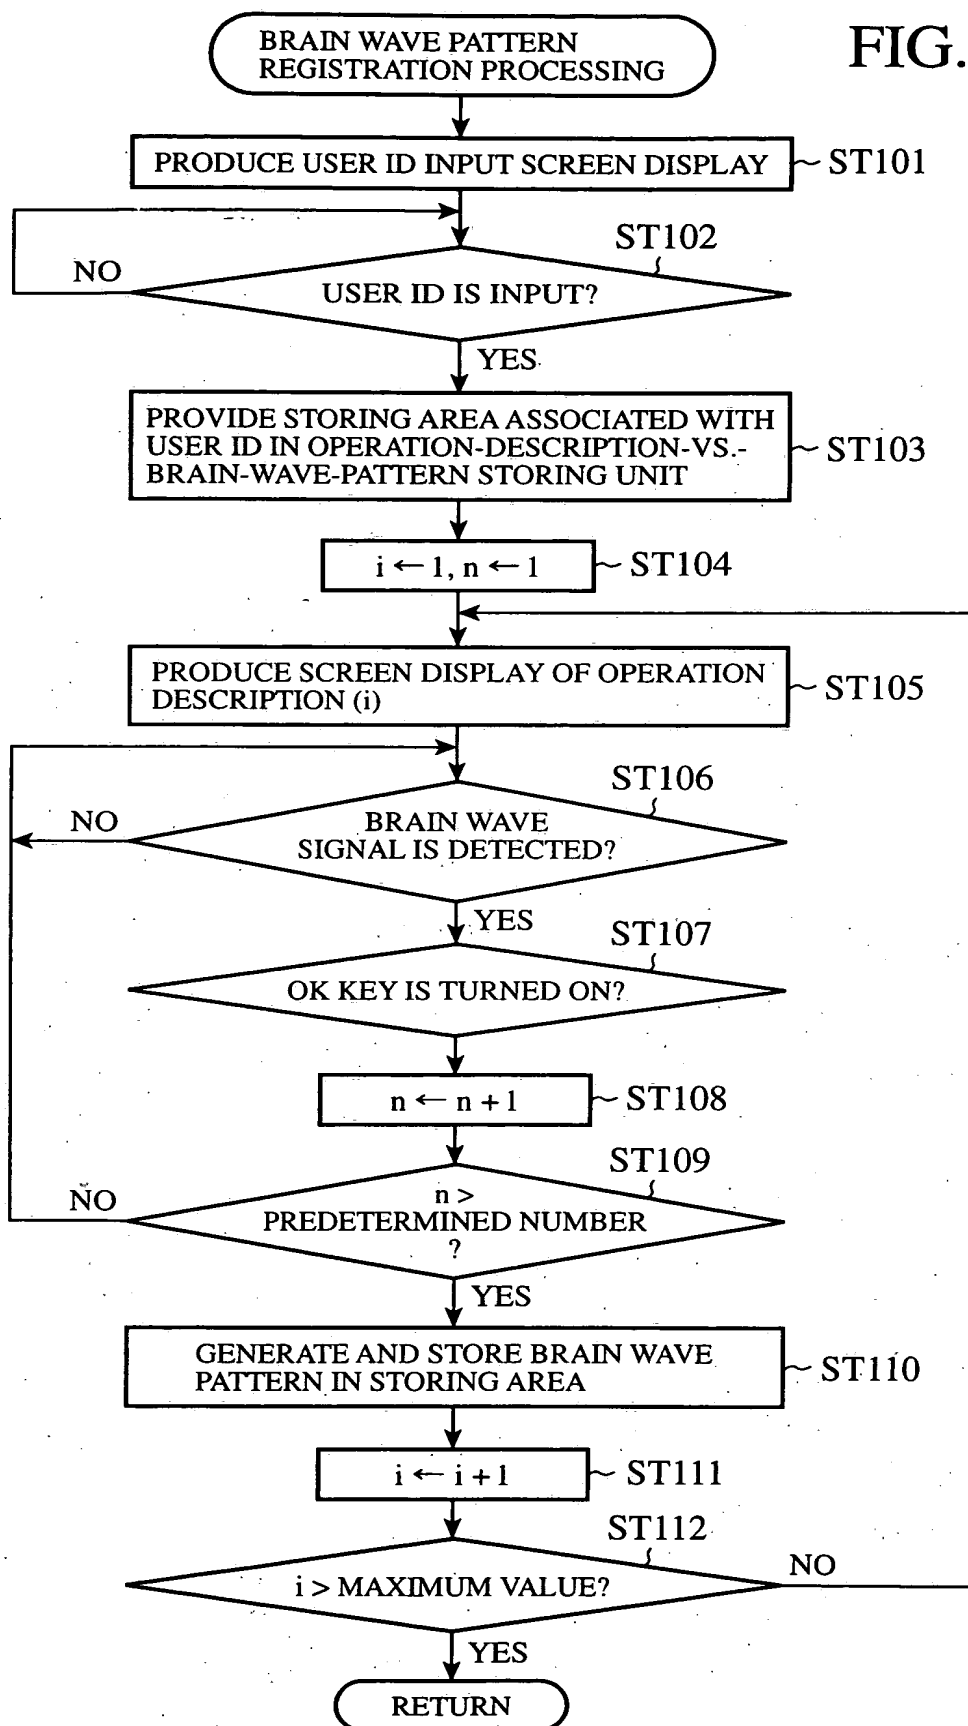 FIG.
BRAIN WAVE PATTERN
REGISTRATION PROCESSING
PRODUCE USER ID INPUT SCREEN DISPLAY
ST101
ST102
NO
USER ID IS INPUT?
YES
PROVIDE STORING AREA ASSOCIATED WITH
USER ID IN OPERATION-DESCRIPTION-VS.-
BRAIN-WAVE-PATTERN STORING UNIT
ST103
i ← 1, n ← 1
ST104
PRODUCE SCREEN DISPLAY OF OPERATION
DESCRIPTION (i)
ST105
ST106
NO
BRAIN WAVE
SIGNAL IS DETECTED?
YES
ST107
OK KEY IS TURNED ON?
n ← n + 1
ST108
ST109
NO
n >
PREDETERMINED NUMBER
?
YES
GENERATE AND STORE BRAIN WAVE
PATTERN IN STORING AREA
ST110
i ← i + 1
ST111
ST112
i > MAXIMUM VALUE?
NO
YES
RETURN